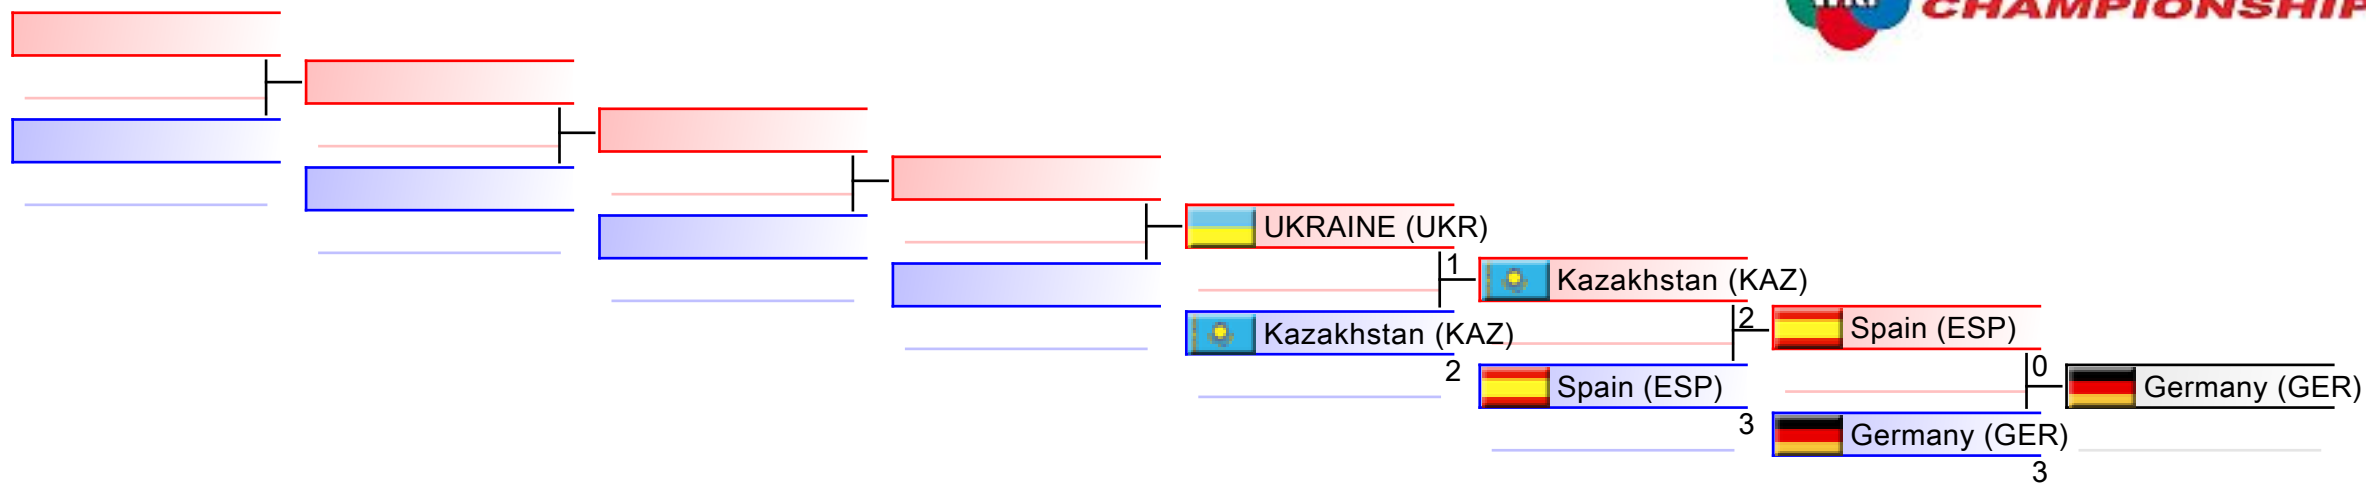 CHAMPIONSHIP
UKRAINE (UKR)
1
Kazakhstan (KAZ)
Kazakhstan (KAZ)
2
2
Spain (ESP)
Spain (ESP)
3
0
Germany (GER)
Germany (GER)
3